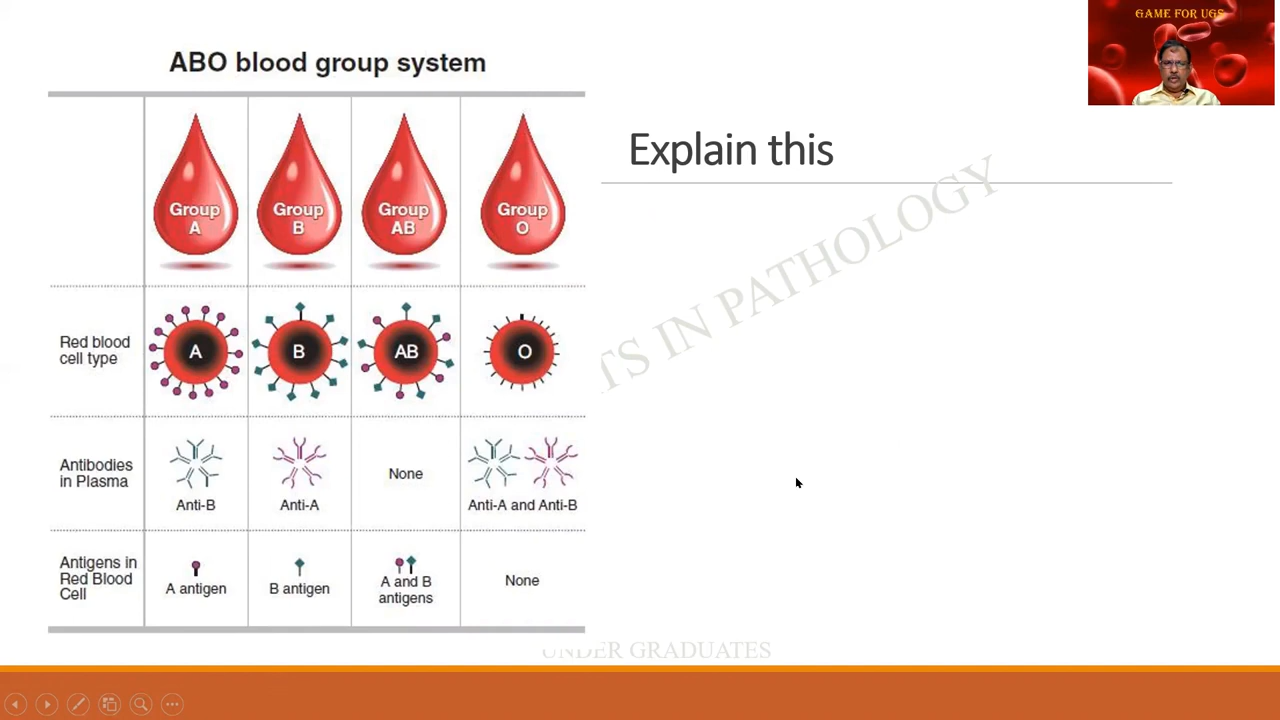 GAME FOR UGS
ABO blood group system
Explain this
Group A
Group B
Group AB
Group O
Red blood cell type
A
B
AB
O
Antibodies in Plasma
Anti-B
Anti-A
None
Anti-A and Anti-B
Antigens in Red Blood Cell
A antigen
B antigen
A and B antigens
None
IN PATHOLOGY
UNDER GRADUATES